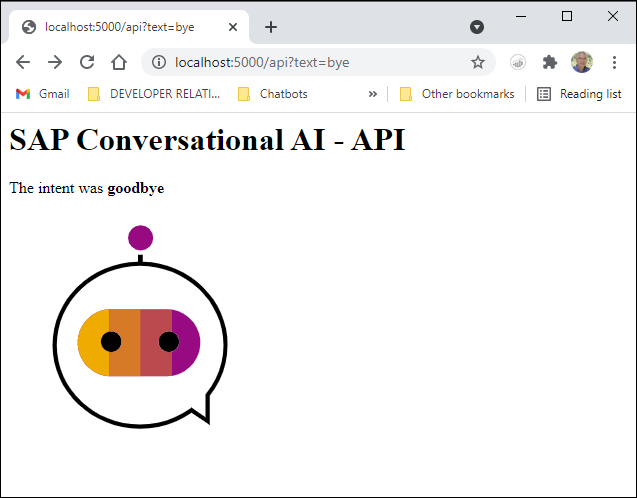 localhost:5000/api?text=bye
localhost:5000/api?text=bye
Gmail DEVELOPER RELATI... Chatbots » Other bookmarks Reading list
SAP Conversational AI - API
The intent was goodbye